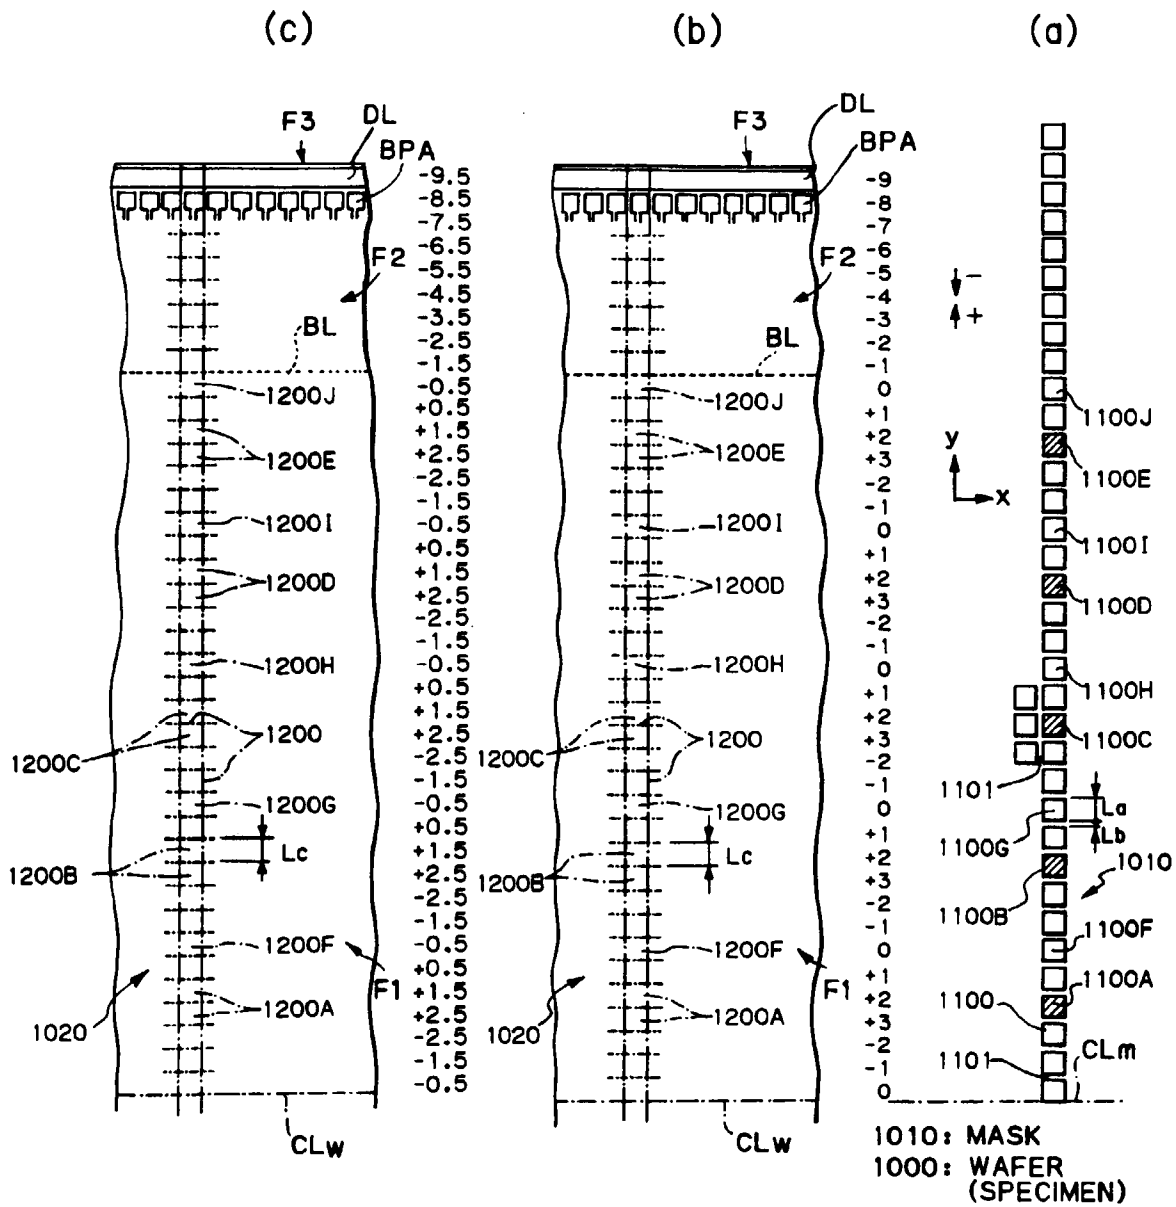 (c)
(b)
(a)
F3
DL
BPA
F2
BL
1200J
1200E
1200I
1200D
1200H
1200
1200C
1200G
Lc
1200B
1200F
F1
1200A
1020
CLw
-9.5
-8.5
-7.5
-6.5
-5.5
-4.5
-3.5
-2.5
-1.5
-0.5
+0.5
+1.5
+2.5
-2.5
-1.5
-0.5
+0.5
+1.5
+2.5
-2.5
-1.5
-0.5
+0.5
+1.5
+2.5
-2.5
-1.5
-0.5
+0.5
+1.5
+2.5
-2.5
-1.5
-0.5
+0.5
+1.5
+2.5
-2.5
-1.5
-0.5
F3
DL
BPA
F2
BL
1200J
1200E
1200I
1200D
1200H
1200
1200C
1200G
Lc
1200B
1200F
F1
1200A
1020
CLw
-9
-8
-7
-6
-5
-4
-3
-2
-1
0
+1
+2
+3
-2
-1
0
+1
+2
+3
-2
-1
0
+1
+2
+3
-2
-1
0
+1
+2
+3
-2
-1
0
+1
+2
+3
-2
-1
0
-
+
y
x
1100J
1100E
1100I
1100D
1100H
1100C
1101
La
Lb
1100G
1010
1100B
1100F
1100A
1100
1101
CLm
1010: MASK
1000: WAFER
(SPECIMEN)